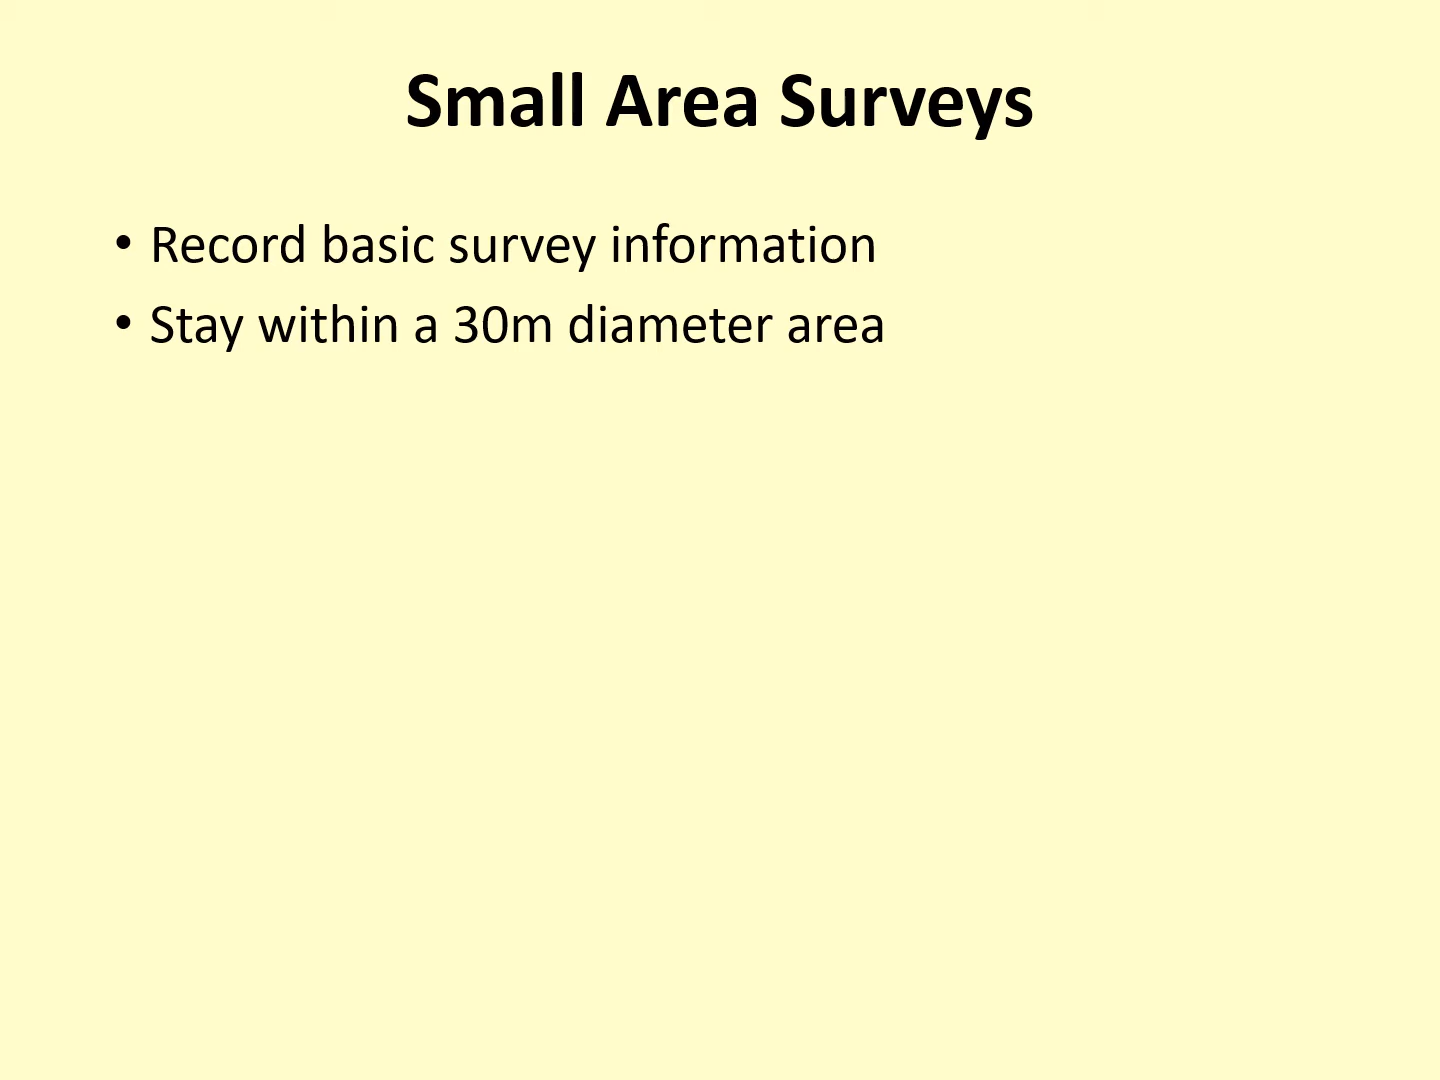 Small Area Surveys
• Record basic survey information
• Stay within a 30m diameter area